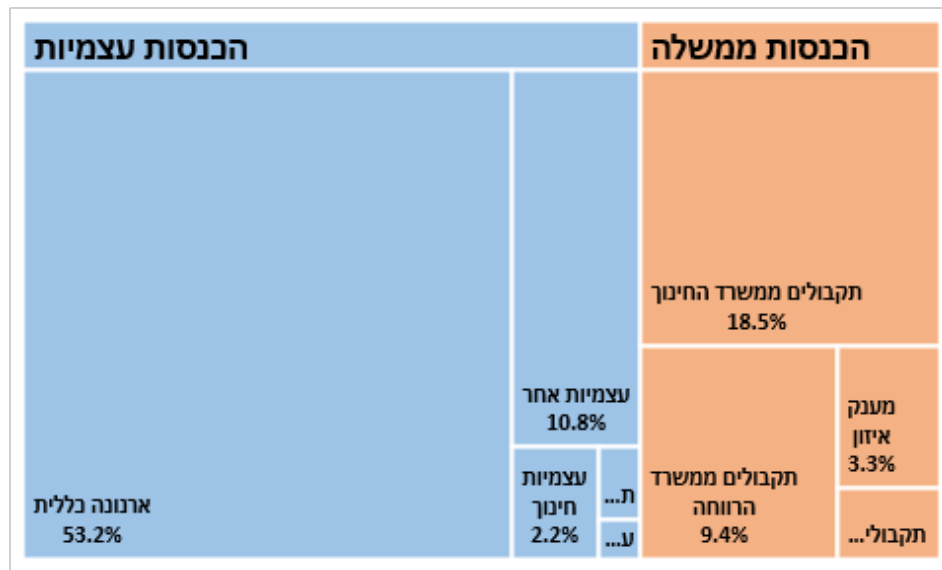 הכנסות ממשלה
תקבולים ממשרד החינוך
18.5%
תקבולים ממשרד
הרווחה
9.4%
מענק
איזון
3.3%
תקבולי...
הכנסות עצמיות
ארנונה כללית
53.2%
עצמיות אחר
10.8%
עצמיות
חינוך
2.2%
ת...
ע...